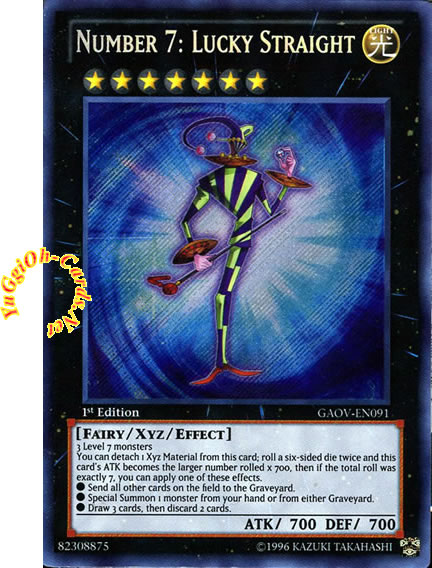 NUMBER 7: LUCKY STRAIGHT
LIGHT
光
YuGgiOh-Cards.Net
1st Edition
GAOV-EN091
[FAIRY/XYZ/EFFECT]
3 Level 7 monsters
You can detach 1 Xyz Material from this card; roll a six-sided die twice and this
card's ATK becomes the larger number rolled x 700, then if the total roll was
exactly 7, you can apply one of these effects.
● Send all other cards on the field to the Graveyard.
● Special Summon 1 monster from your hand or from either Graveyard.
● Draw 3 cards, then discard 2 cards.
ATK/ 700 DEF/ 700
82308875
©1996 KAZUKI TAKAHASHI